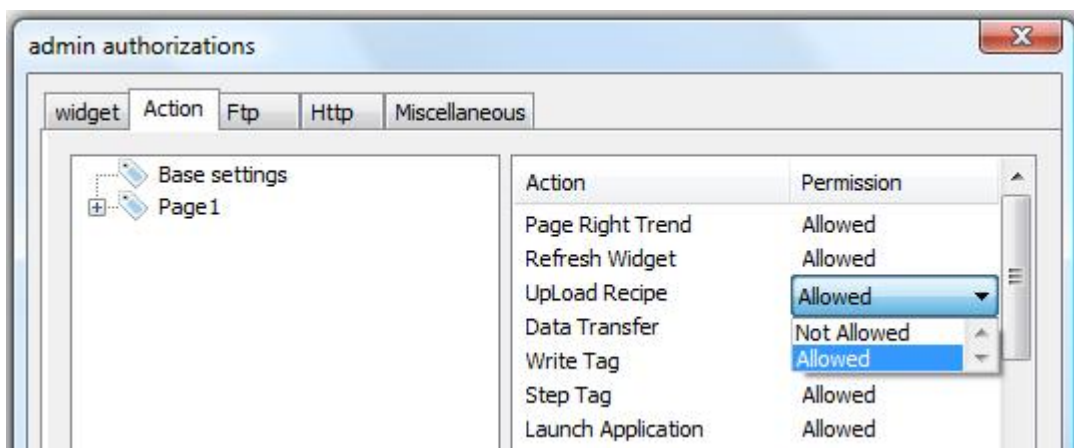 admin authorizations
widget Action Ftp Http Miscellaneous
Base settings
Page1
Action Permission
Page Right Trend Allowed
Refresh Widget Allowed
UpLoad Recipe Allowed
Data Transfer Not Allowed
Write Tag Allowed
Step Tag Allowed
Launch Application Allowed